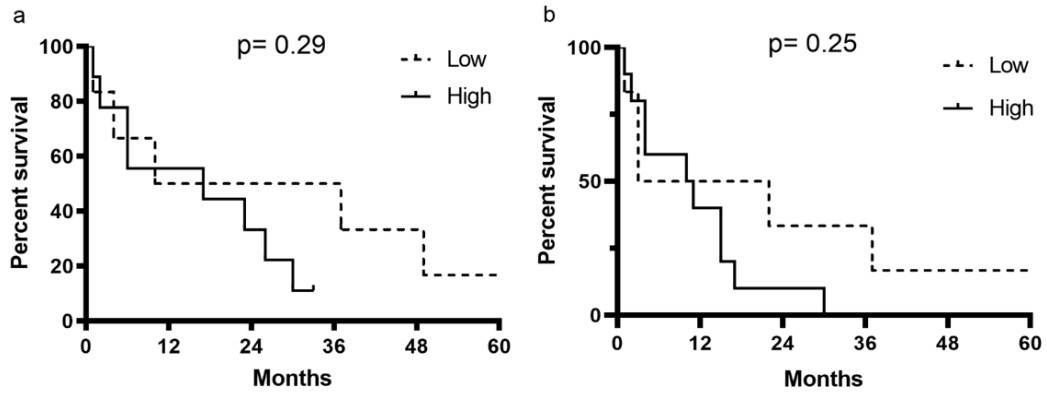 a
p= 0.29
Low
High
Percent survival
100
80
60
40
20
0
0 12 24 36 48 60
Months
b
p= 0.25
Low
High
Percent survival
100
50
0
0 12 24 36 48 60
Months